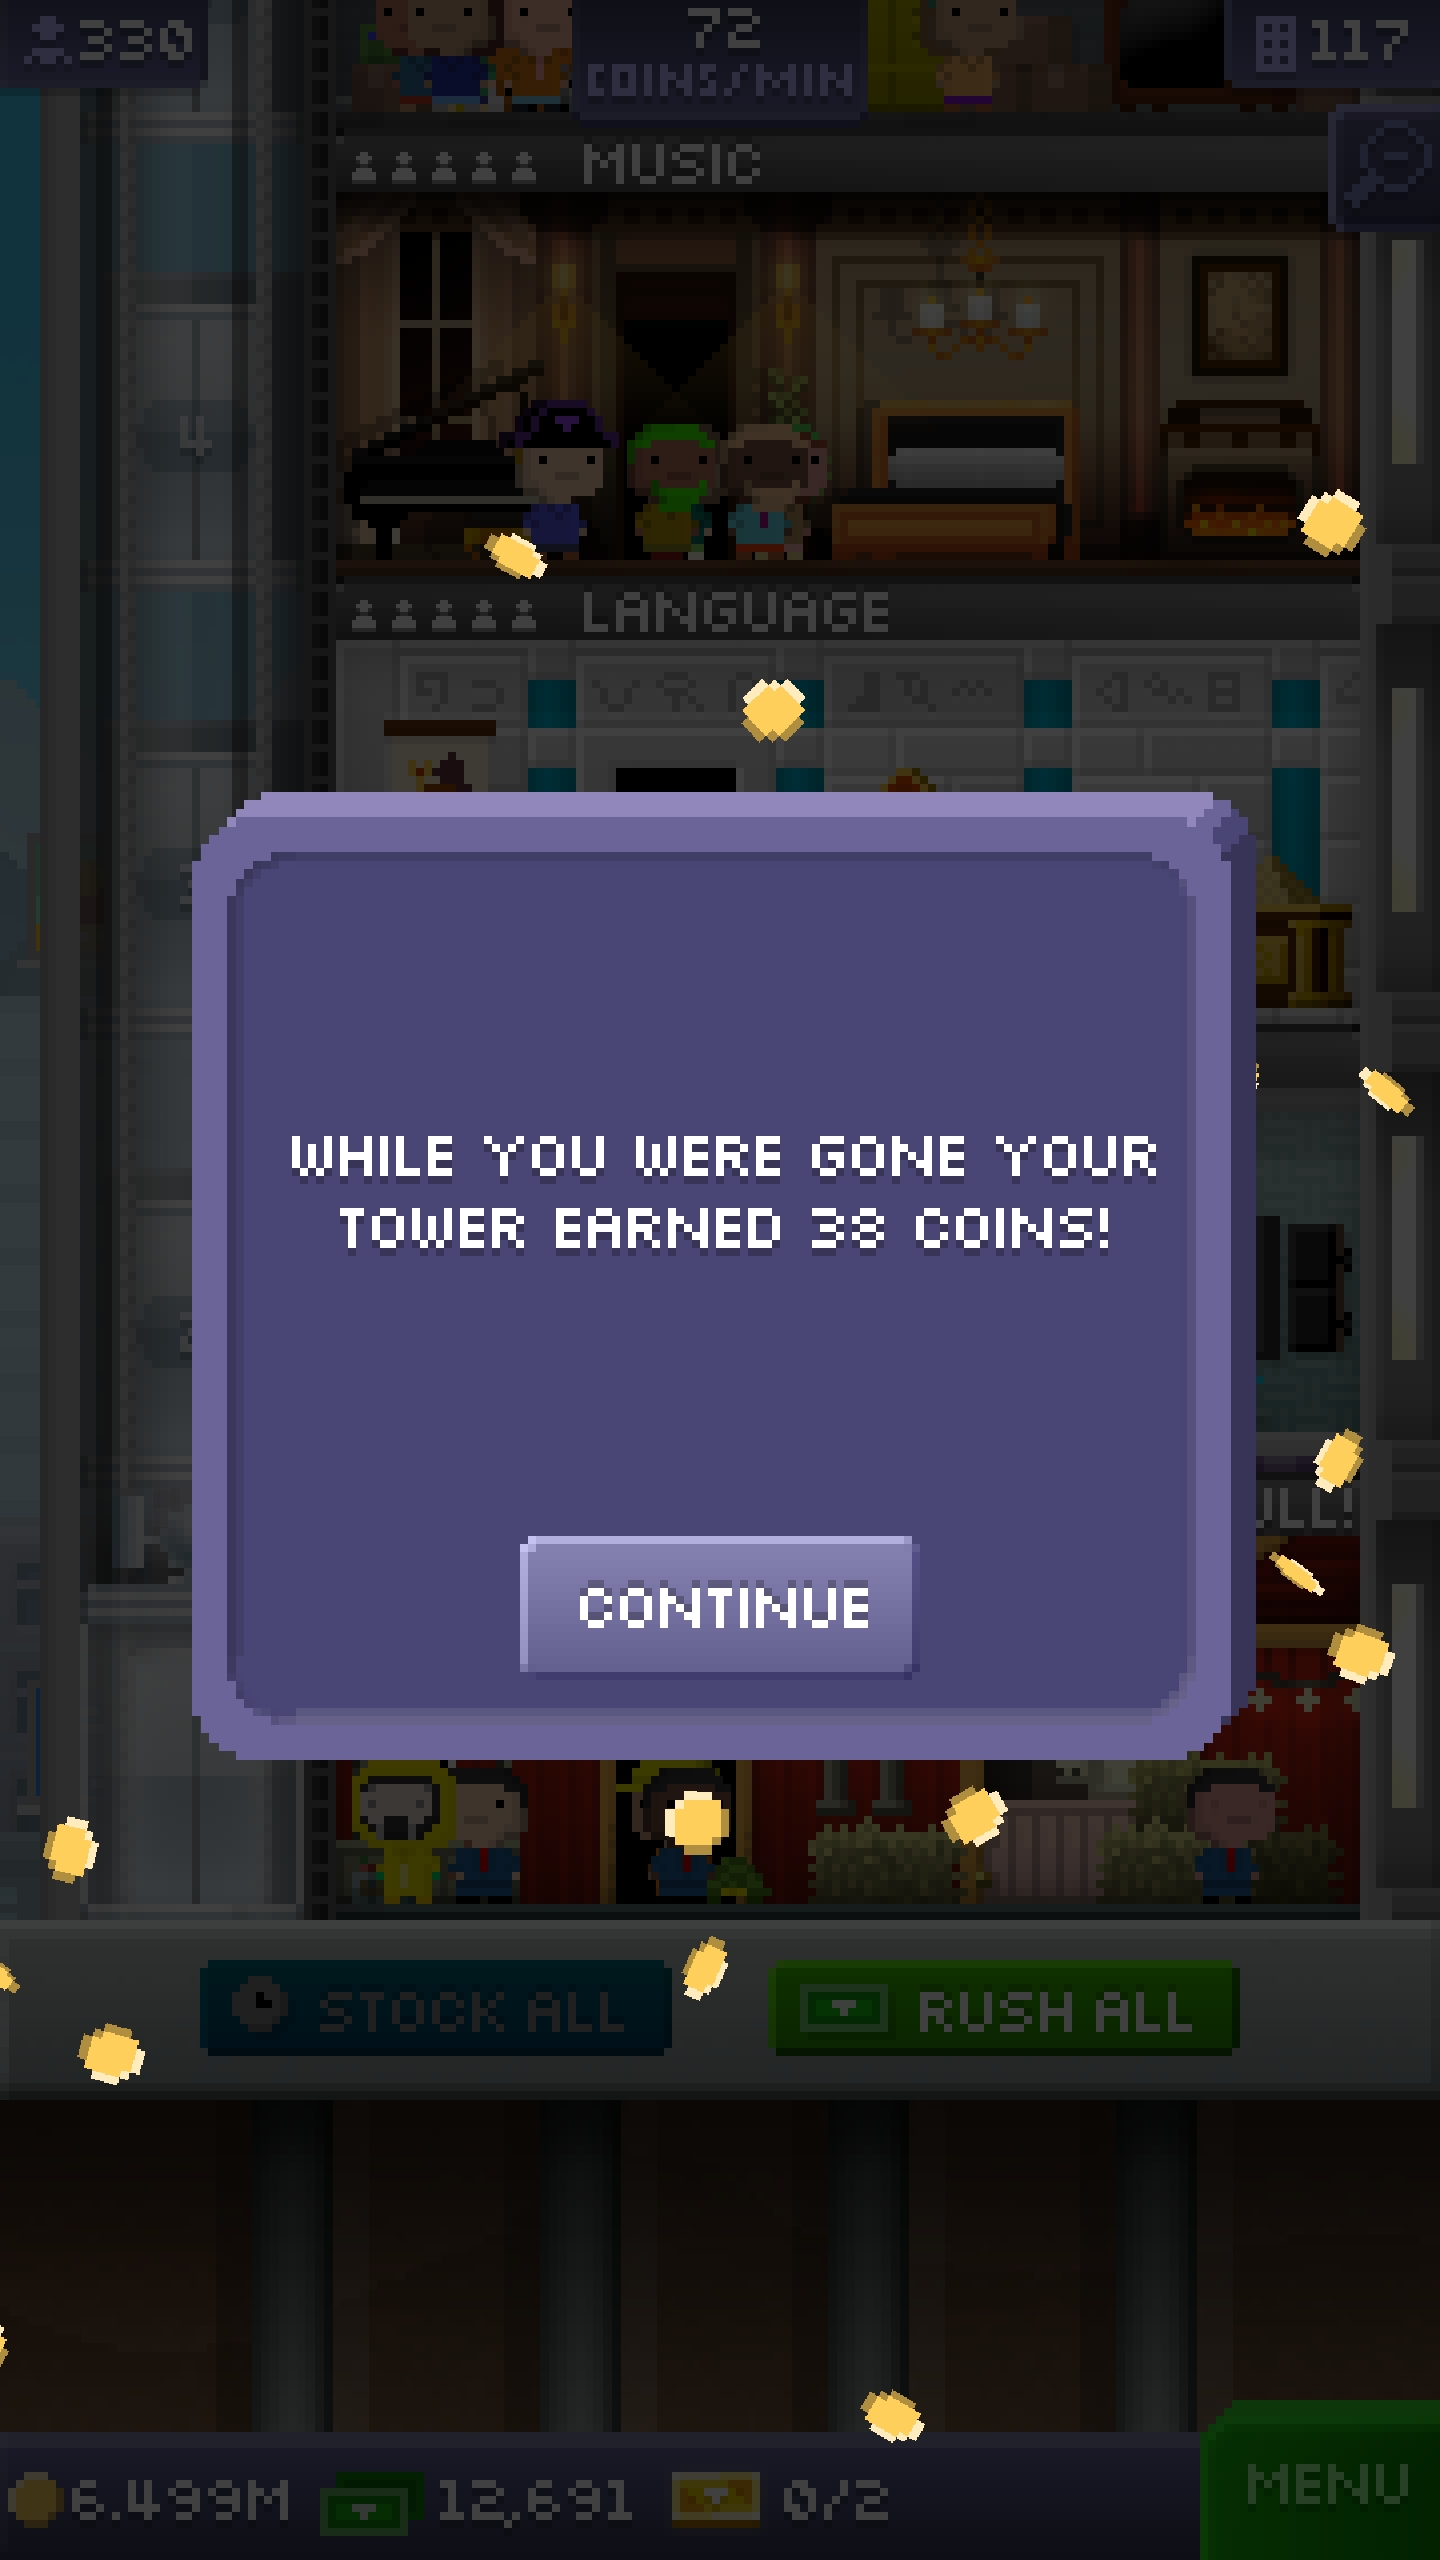 330
72
COINS/MIN
117
MUSIC
4
LANGUAGE
WHILE YOU WERE GONE YOUR
TOWER EARNED 38 COINS!
CONTINUE
STOCK ALL
RUSH ALL
6.499M
12,691
0/2
MENU